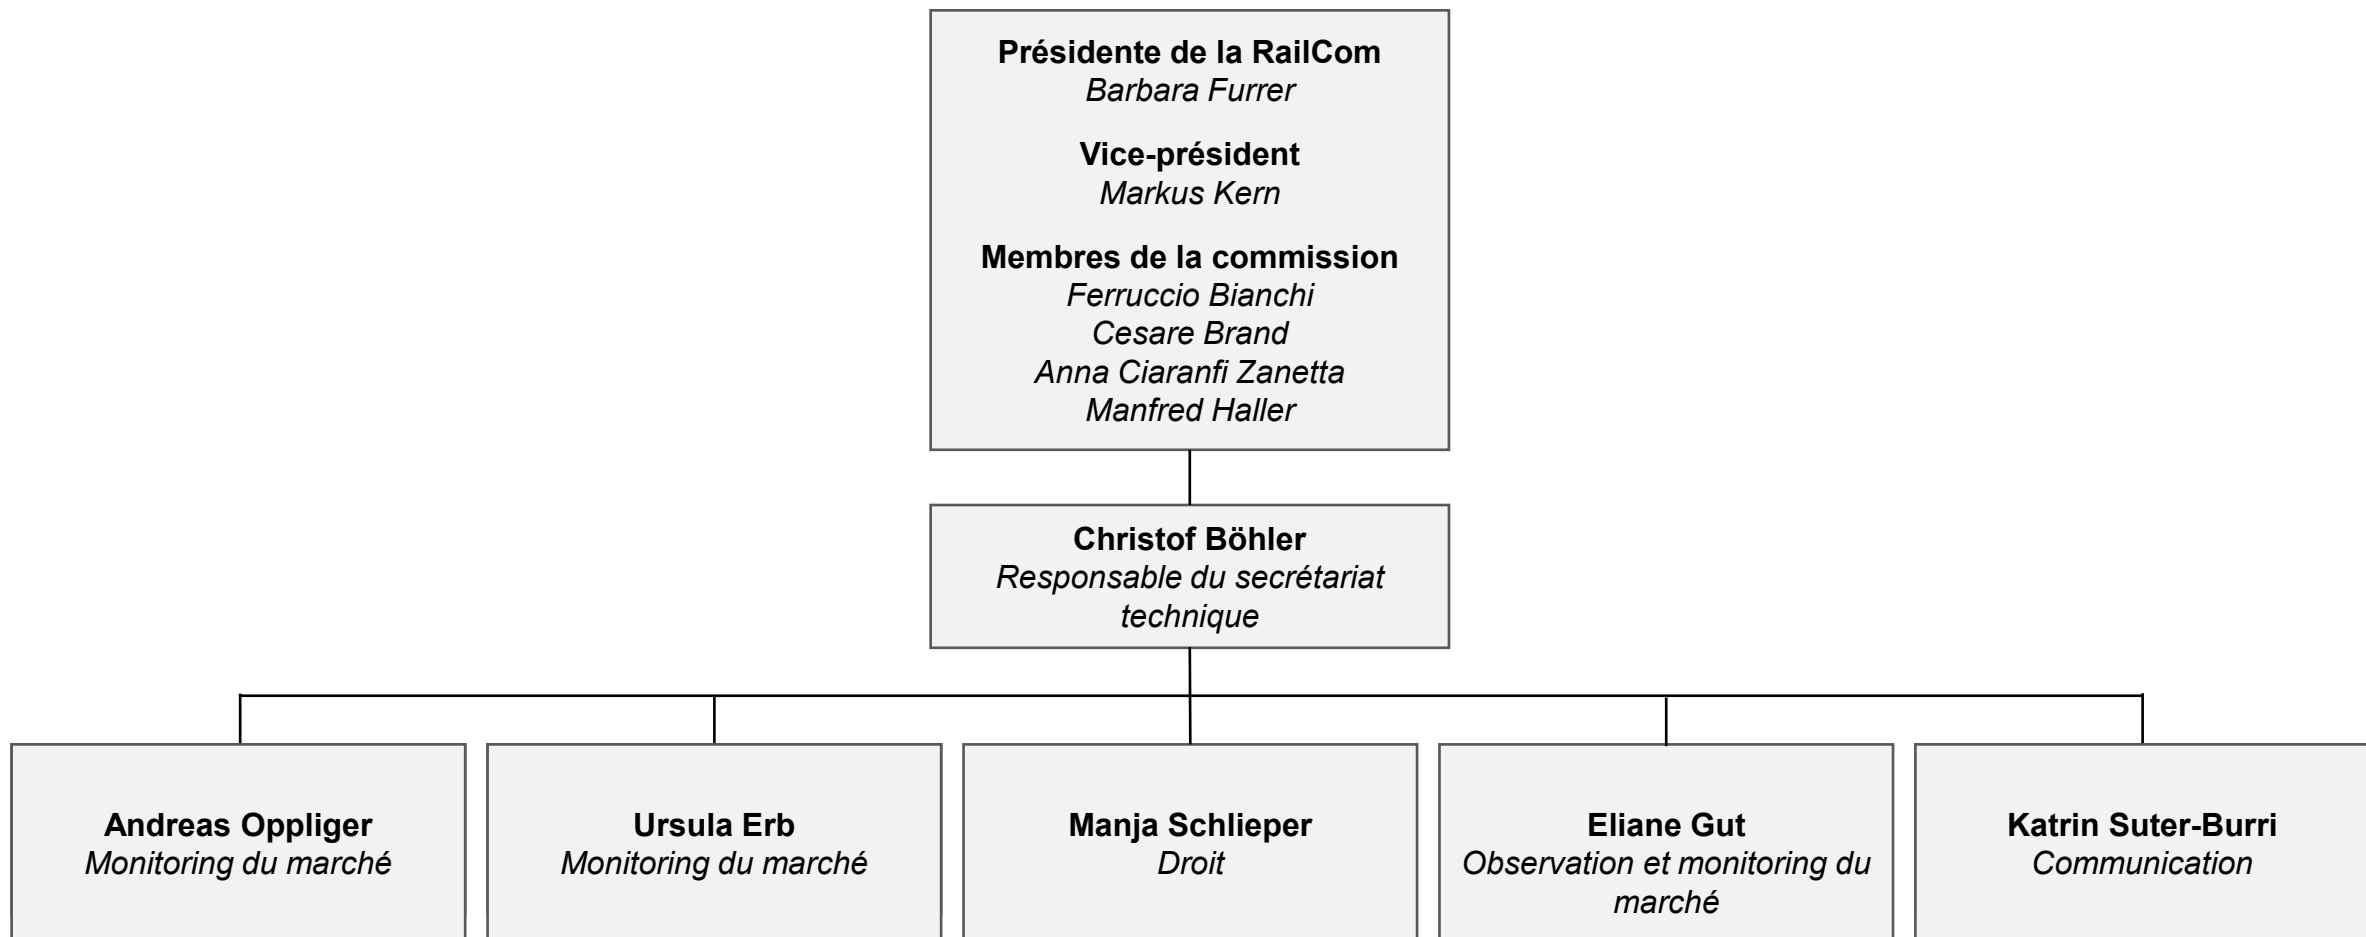 Présidente de la RailCom
Barbara Furrer
Vice-président
Markus Kern
Membres de la commission
Ferruccio Bianchi
Cesare Brand
Anna Ciaranfi Zanetta
Manfred Haller
Christof Böhler
Responsable du secrétariat
technique
Andreas Oppliger
Monitoring du marché
Ursula Erb
Monitoring du marché
Manja Schlieper
Droit
Eliane Gut
Observation et monitoring du
marché
Katrin Suter-Burri
Communication